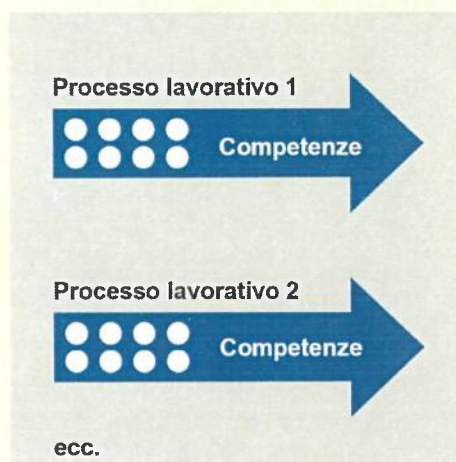 Processo lavorativo 1
Competenze
Processo lavorativo 2
Competenze
ecc.